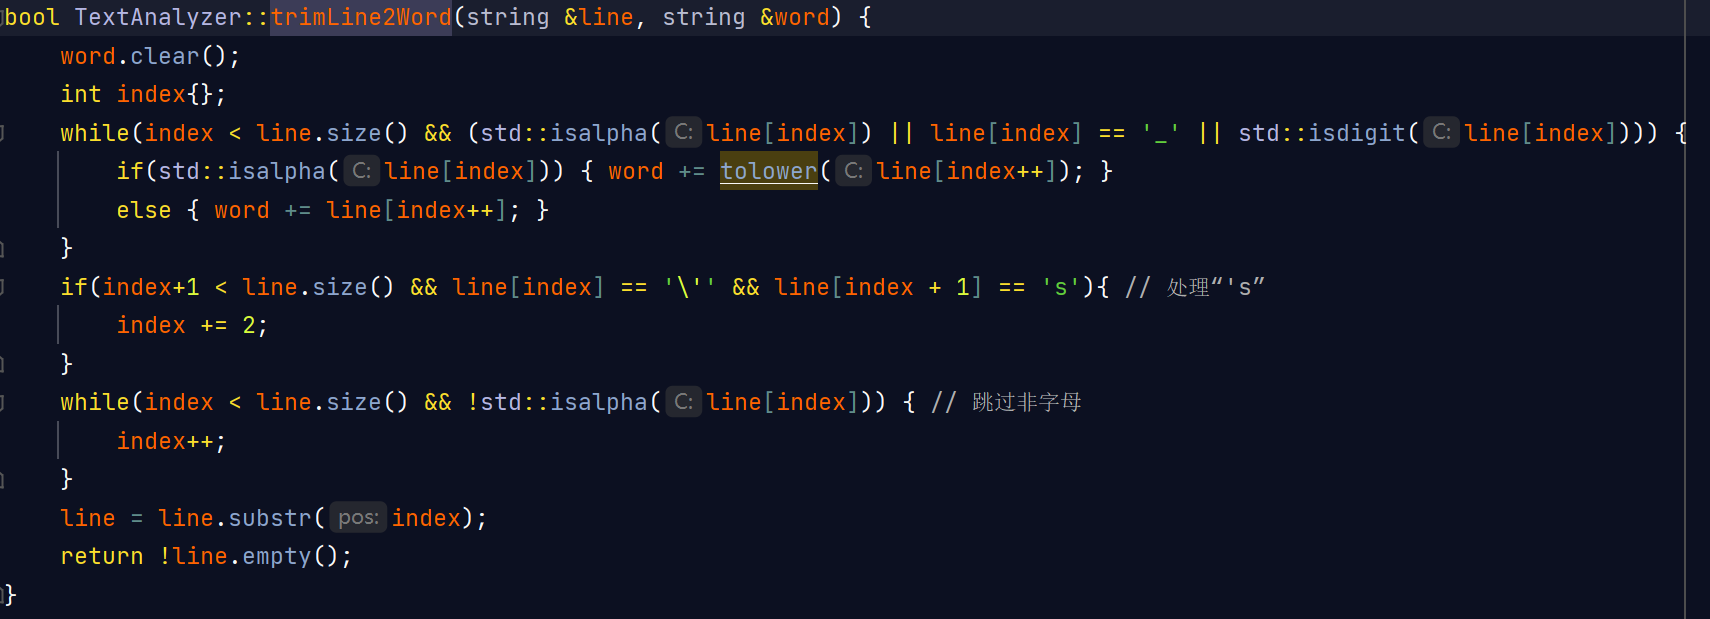 bool TextAnalyzer::trimLine2Word(string &line, string &word) {
    word.clear();
    int index{};
    while(index < line.size() && (std::isalpha( C: line[index]) || line[index] == '_' || std::isdigit( C: line[index]))) {
        if(std::isalpha( C: line[index])) { word += tolower( C: line[index++]); }
        else { word += line[index++]; }
    }
    if(index+1 < line.size() && line[index] == '\'' && line[index + 1] == 's'){ // 处理“'s”
        index += 2;
    }
    while(index < line.size() && !std::isalpha( C: line[index])) { // 跳过非字母
        index++;
    }
    line = line.substr( pos: index);
    return !line.empty();
}